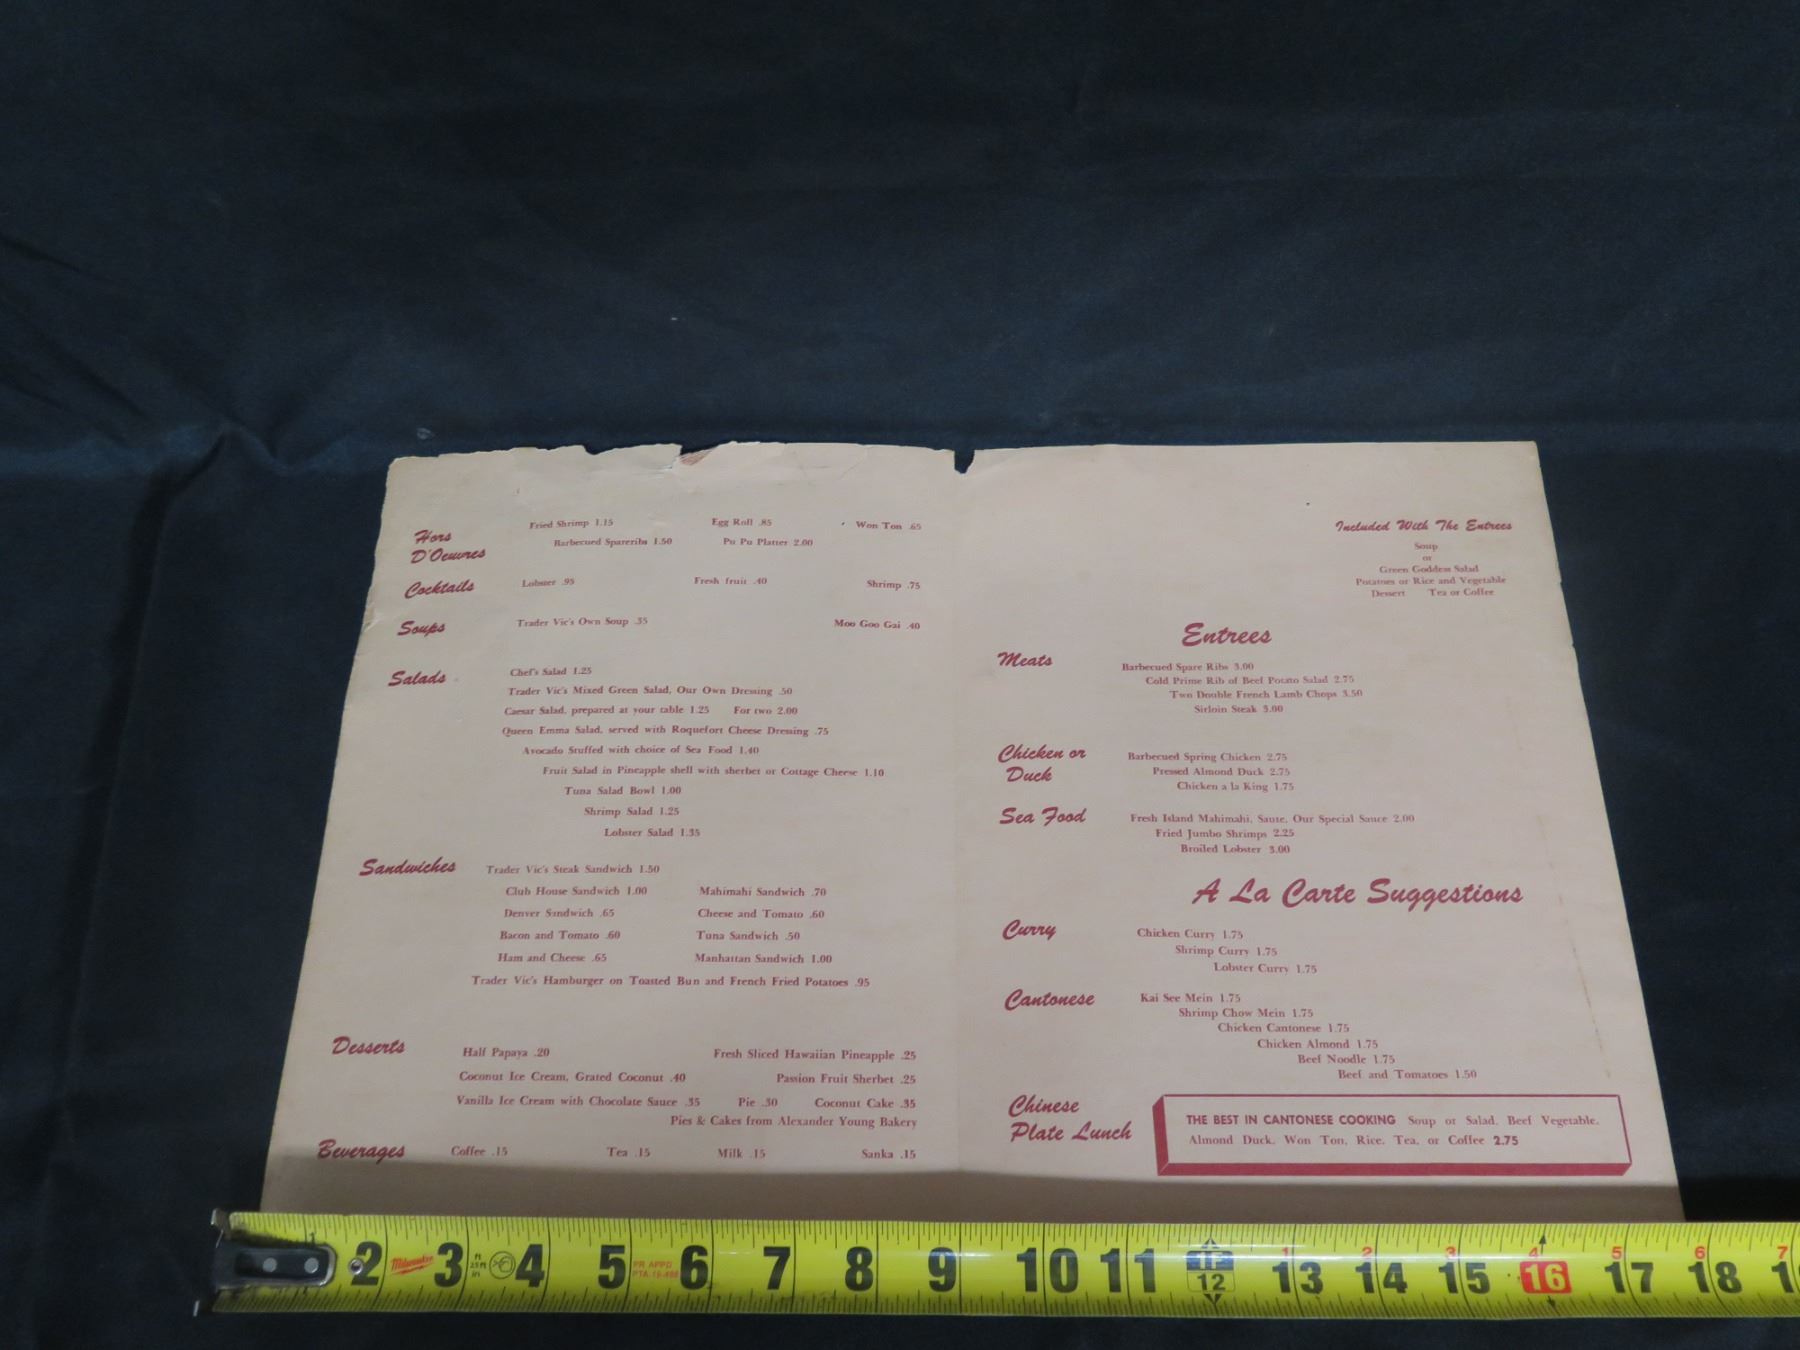 Hors
D'Oeuvres
Fried Shrimp 1.15 Egg Roll .85 Won Ton .65
Barbecued Spareribs 1.50 Pu Pu Platter 2.00
Cocktails Lobster .95 Fresh fruit .40 Shrimp .75
Soups Trader Vic's Own Soup .35 Moo Goo Gai .40
Salads Chef's Salad 1.25
Trader Vic's Mixed Green Salad, Our Own Dressing .50
Caesar Salad, prepared at your table 1.25 For two 2.00
Queen Emma Salad, served with Roquefort Cheese Dressing .75
Avocado Stuffed with choice of Sea Food 1.40
Fruit Salad in Pineapple shell with sherbet or Cottage Cheese 1.10
Tuna Salad Bowl 1.00
Shrimp Salad 1.25
Lobster Salad 1.35
Sandwiches Trader Vic's Steak Sandwich 1.50
Club House Sandwich 1.00 Mahimahi Sandwich .70
Denver Sandwich .65 Cheese and Tomato .60
Bacon and Tomato .60 Tuna Sandwich .50
Ham and Cheese .65 Manhattan Sandwich 1.00
Trader Vic's Hamburger on Toasted Bun and French Fried Potatoes .95
Desserts Half Papaya .20 Fresh Sliced Hawaiian Pineapple .25
Coconut Ice Cream, Grated Coconut .40 Passion Fruit Sherbet .25
Vanilla Ice Cream with Chocolate Sauce .35 Pie .30 Coconut Cake .35
Pies & Cakes from Alexander Young Bakery
Beverages Coffee .15 Tea .15 Milk .15 Sanka .15
Included With The Entrees
Soup
or
Green Goddess Salad
Potatoes or Rice and Vegetable
Dessert Tea or Coffee
Entrees
Meats Barbecued Spare Ribs 3.00
Cold Prime Rib of Beef Potato Salad 2.75
Two Double French Lamb Chops 3.50
Sirloin Steak 3.00
Chicken or
Duck
Barbecued Spring Chicken 2.75
Pressed Almond Duck 2.75
Chicken a la King 1.75
Sea Food Fresh Island Mahimahi, Saute, Our Special Sauce 2.00
Fried Jumbo Shrimps 2.25
Broiled Lobster 3.00
A La Carte Suggestions
Curry Chicken Curry 1.75
Shrimp Curry 1.75
Lobster Curry 1.75
Cantonese Kai See Mein 1.75
Shrimp Chow Mein 1.75
Chicken Cantonese 1.75
Chicken Almond 1.75
Beef Noodle 1.75
Beef and Tomatoes 1.50
Chinese
Plate Lunch
THE BEST IN CANTONESE COOKING Soup or Salad, Beef Vegetable,
Almond Duck, Won Ton, Rice, Tea, or Coffee 2.75
1 2 3 4 5 6 7 8 9 10 11 12 13 14 15 16 17 18
Milwaukee
25 ft
PR APPD
1 2 3 4 5 6 7